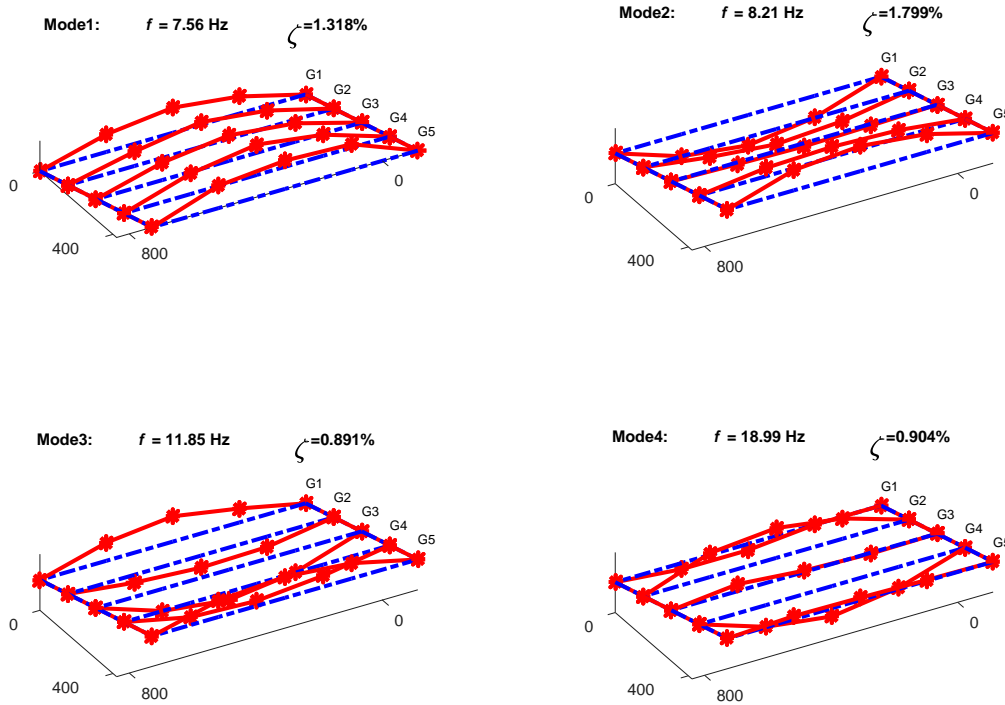 Mode1: f = 7.56 Hz ζ=1.318%
G1
G2
G3
G4
G5
0
0
400
800
Mode2: f = 8.21 Hz ζ=1.799%
G1
G2
G3
G4
G5
0
0
400
800
Mode3: f = 11.85 Hz ζ=0.891%
G1
G2
G3
G4
G5
0
0
400
800
Mode4: f = 18.99 Hz ζ=0.904%
G1
G2
G3
G4
G5
0
0
400
800